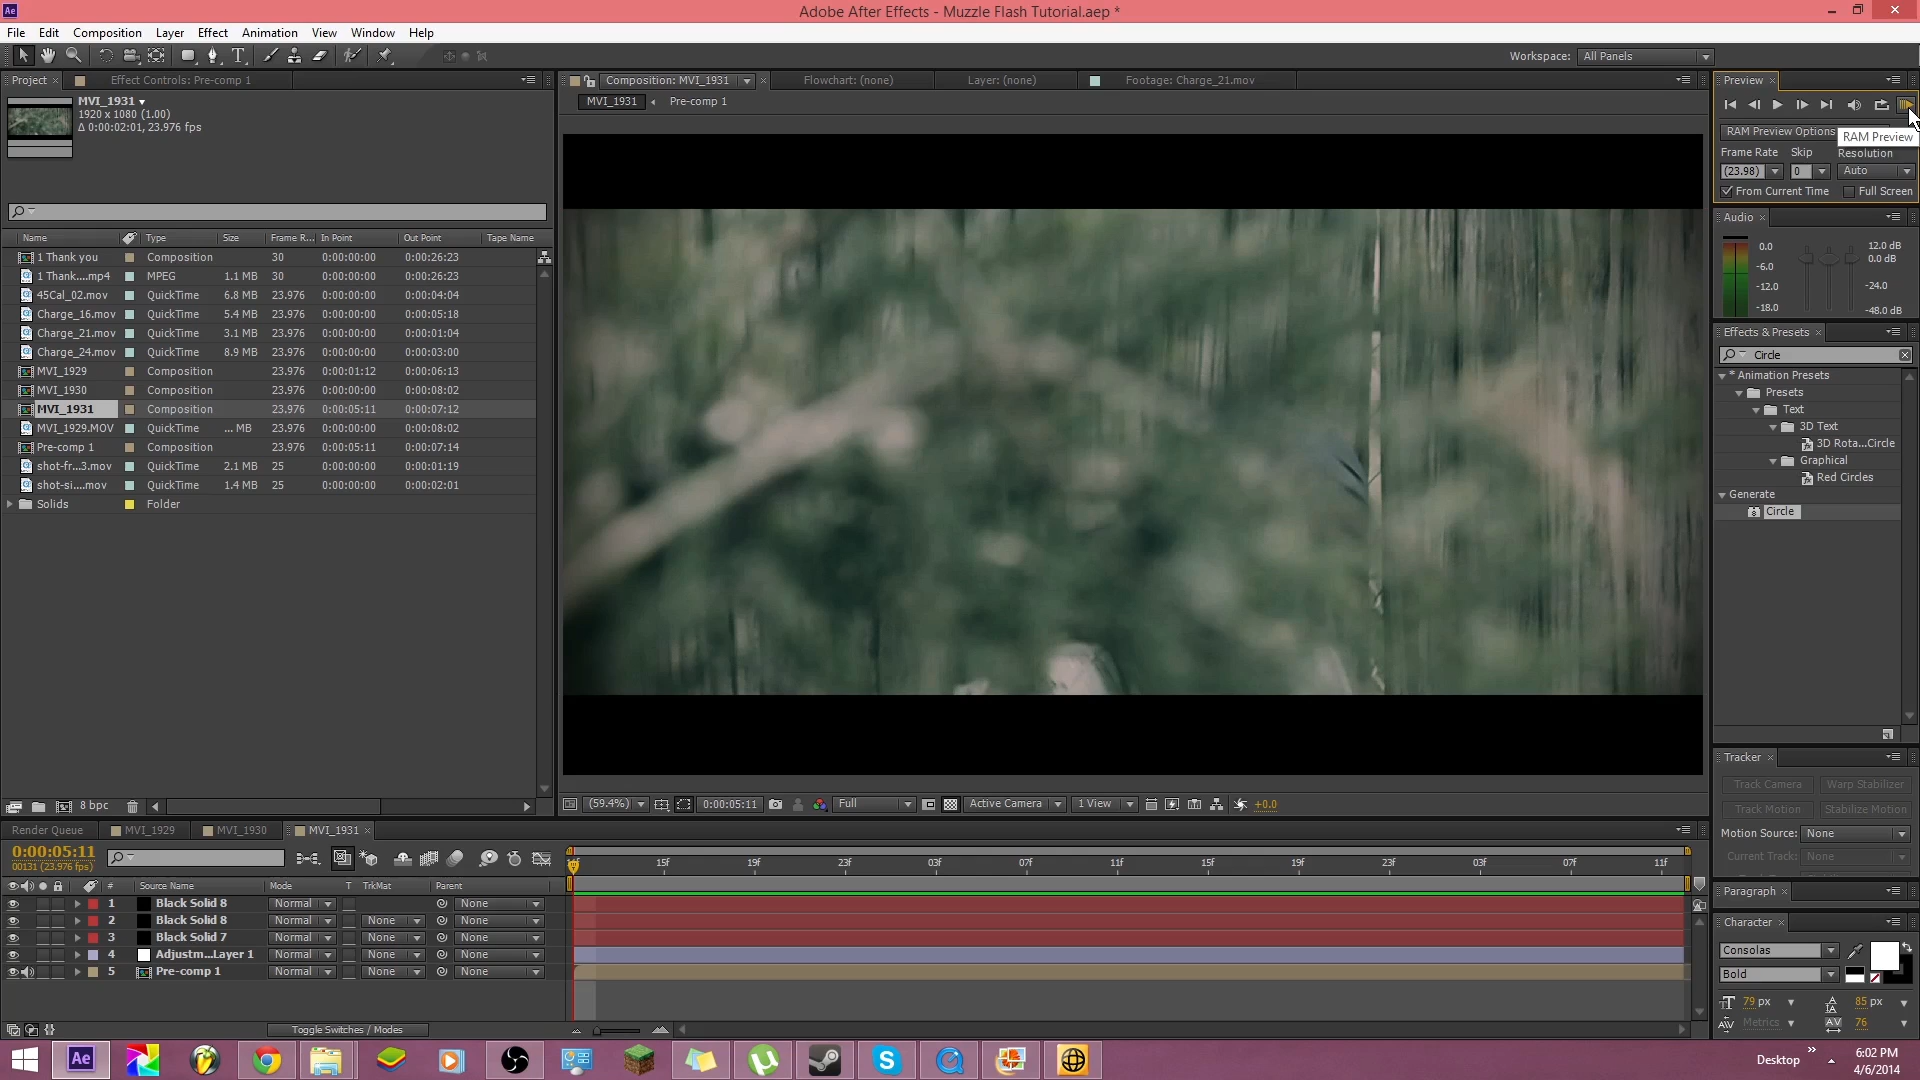 Adobe After Effects - Muzzle Flash Tutorial.aep *
File Edit Composition Layer Effect Animation View Window Help
Workspace: All Panels
Project × Effect Controls: Pre-comp 1
Composition: MVI_1931 Flowchart: (none) Layer: (none) Footage: Charge_21.mov
Preview ×
MVI_1931
1920 x 1080 (1.00)
Δ 0:00:02:01, 23.976 fps
MVI_1931 Pre-comp 1
RAM Preview Options
RAM Preview
Frame Rate Skip Resolution
(23.98) 0 Auto
From Current Time Full Screen
Audio ×
0.0
-6.0
-12.0
-18.0
12.0 dB
0.0 dB
-24.0
-48.0 dB
Effects & Presets ×
Circle
* Animation Presets
Presets
Text
3D Text
3D Rota...Circle
Graphical
Red Circles
Generate
Circle
Name Type Size Frame R... In Point Out Point Tape Name
1 Thank you Composition 30 0:00:00:00 0:00:26:23
1 Thank....mp4 MPEG 1.1 MB 30 0:00:00:00 0:00:26:23
45Cal_02.mov QuickTime 6.8 MB 23.976 0:00:00:00 0:00:04:04
Charge_16.mov QuickTime 5.4 MB 23.976 0:00:00:00 0:00:05:18
Charge_21.mov QuickTime 3.1 MB 23.976 0:00:00:00 0:00:01:04
Charge_24.mov QuickTime 8.9 MB 23.976 0:00:00:00 0:00:03:00
MVI_1929 Composition 23.976 0:00:01:12 0:00:06:13
MVI_1930 Composition 23.976 0:00:00:00 0:00:08:02
MVI_1931 Composition 23.976 0:00:05:11 0:00:07:12
MVI_1929.MOV QuickTime ... MB 23.976 0:00:00:00 0:00:08:02
Pre-comp 1 Composition 23.976 0:00:05:11 0:00:07:14
shot-fr...3.mov QuickTime 2.1 MB 25 0:00:00:00 0:00:01:19
shot-si....mov QuickTime 1.4 MB 25 0:00:00:00 0:00:02:01
Solids Folder
8 bpc
(59.4%) 0:00:05:11 Full Active Camera 1 View +0.0
Tracker ×
Track Camera Warp Stabilizer
Track Motion Stabilize Motion
Motion Source: None
Current Track: None
Paragraph ×
Character ×
Consolas
Bold
79 px 85 px
Metrics 76
Render Queue MVI_1929 MVI_1930 MVI_1931 ×
0:00:05:11
00131 (23.976 fps)
15f 19f 23f 03f 07f 11f 15f 19f 23f 03f 07f 11f
# Source Name Mode T TrkMat Parent
1 Black Solid 8 Normal None
2 Black Solid 8 Normal None None
3 Black Solid 7 Normal None None
4 Adjustm...Layer 1 Normal None None
5 Pre-comp 1 Normal None None
Toggle Switches / Modes
Ae
Desktop
6:02 PM
4/6/2014